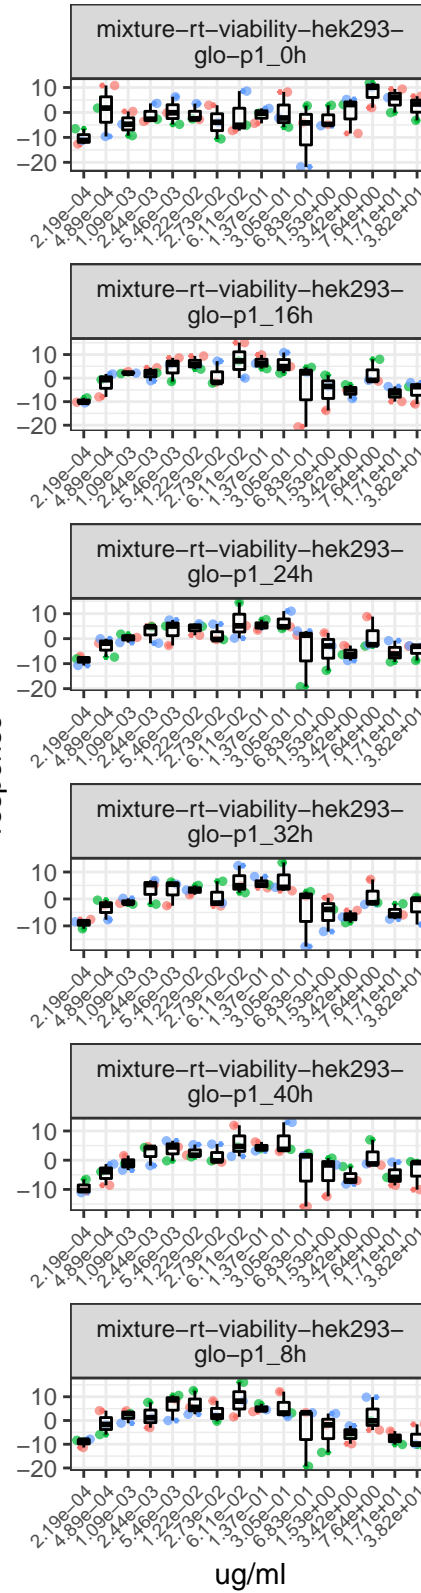 mixture−rt−viability−hek293−
glo−p1_0h
10
0
−10
−20
2.19e−04
4.89e−04
1.09e−03
2.44e−03
5.46e−03
1.22e−02
2.73e−02
6.11e−02
1.37e−01
3.05e−01
6.83e−01
1.53e+00
3.42e+00
7.64e+00
1.71e+01
3.82e+01
mixture−rt−viability−hek293−
glo−p1_16h
10
0
−10
−20
2.19e−04
4.89e−04
1.09e−03
2.44e−03
5.46e−03
1.22e−02
2.73e−02
6.11e−02
1.37e−01
3.05e−01
6.83e−01
1.53e+00
3.42e+00
7.64e+00
1.71e+01
3.82e+01
mixture−rt−viability−hek293−
glo−p1_24h
10
0
−10
−20
2.19e−04
4.89e−04
1.09e−03
2.44e−03
5.46e−03
1.22e−02
2.73e−02
6.11e−02
1.37e−01
3.05e−01
6.83e−01
1.53e+00
3.42e+00
7.64e+00
1.71e+01
3.82e+01
mixture−rt−viability−hek293−
glo−p1_32h
10
0
−10
2.19e−04
4.89e−04
1.09e−03
2.44e−03
5.46e−03
1.22e−02
2.73e−02
6.11e−02
1.37e−01
3.05e−01
6.83e−01
1.53e+00
3.42e+00
7.64e+00
1.71e+01
3.82e+01
mixture−rt−viability−hek293−
glo−p1_40h
10
0
−10
2.19e−04
4.89e−04
1.09e−03
2.44e−03
5.46e−03
1.22e−02
2.73e−02
6.11e−02
1.37e−01
3.05e−01
6.83e−01
1.53e+00
3.42e+00
7.64e+00
1.71e+01
3.82e+01
mixture−rt−viability−hek293−
glo−p1_8h
10
0
−10
−20
2.19e−04
4.89e−04
1.09e−03
2.44e−03
5.46e−03
1.22e−02
2.73e−02
6.11e−02
1.37e−01
3.05e−01
6.83e−01
1.53e+00
3.42e+00
7.64e+00
1.71e+01
3.82e+01
ug/ml